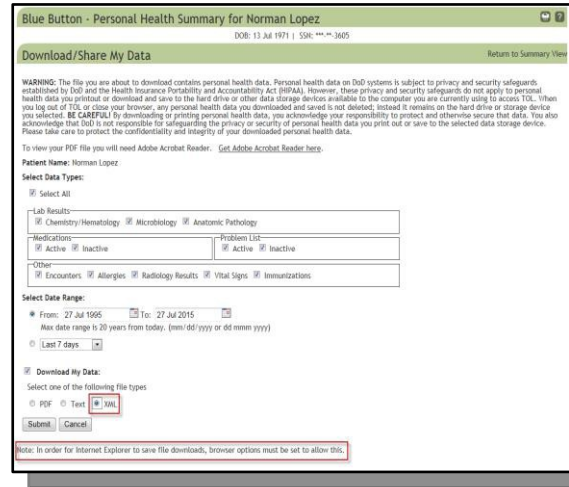 Blue Button - Personal Health Summary for Norman Lopez
DOB: 13 Jul 1971 | SSN: ***-**-3605
Download/Share My Data
Return to Summary View
WARNING: The file you are about to download contains personal health data. Personal health data on DoD systems is subject to privacy and security safeguards
established by DoD and the Health Insurance Portability and Accountability Act (HIPAA). However, these privacy and security safeguards do not apply to personal
health data you printout or download and save to the hard drive or other data storage devices available to the computer you are currently using to access TOL. When
you log out of TOL or close your browser, any personal health data you downloaded and saved is not deleted; instead it remains on the hard drive or storage device
you selected. BE CAREFUL! By downloading or printing personal health data, you acknowledge your responsibility to protect and otherwise secure that data. You also
acknowledge that DoD is not responsible for safeguarding the privacy or security of personal health data you print out or save to the selected data storage device.
Please take care to protect the confidentiality and integrity of your downloaded personal health data.
To view your PDF file you will need Adobe Acrobat Reader. Get Adobe Acrobat Reader here.
Patient Name: Norman Lopez
Select Data Types:
Select All
Lab Results
Chemistry/Hematology Microbiology Anatomic Pathology
Medications Problem List
Active Inactive Active Inactive
Other
Encounters Allergies Radiology Results Vital Signs Immunizations
Select Date Range:
From: 27 Jul 1995 To: 27 Jul 2015
Max date range is 20 years from today. (mm/dd/yyyy or dd mmm yyyy)
Last 7 days
Download My Data:
Select one of the following file types
PDF Text XML
Submit Cancel
Note: In order for Internet Explorer to save file downloads, browser options must be set to allow this.